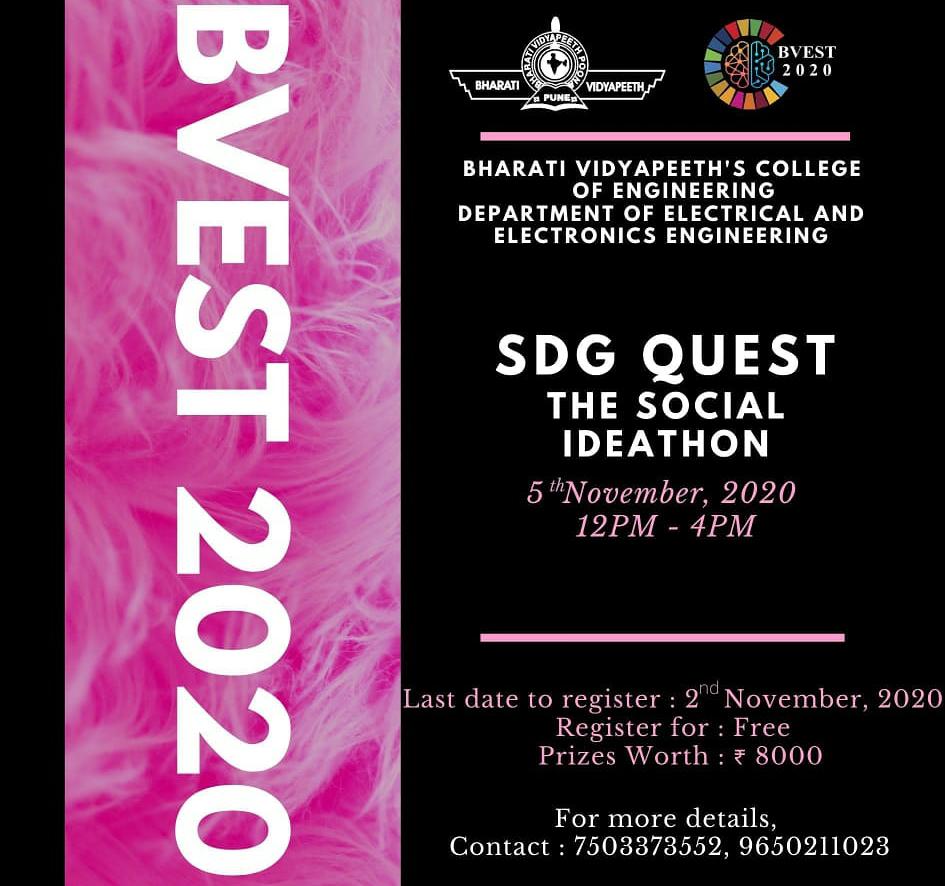 BVEST 2020
BHARATI VIDYAPEETH POONA
BHARATI VIDYAPEETH
PUNE
BVEST
2020
BHARATI VIDYAPEETH'S COLLEGE
OF ENGINEERING
DEPARTMENT OF ELECTRICAL AND
ELECTRONICS ENGINEERING
SDG QUEST
THE SOCIAL
IDEATHON
5th November, 2020
12PM - 4PM
Last date to register : 2nd November, 2020
Register for : Free
Prizes Worth : ₹ 8000
For more details,
Contact : 7503373552, 9650211023